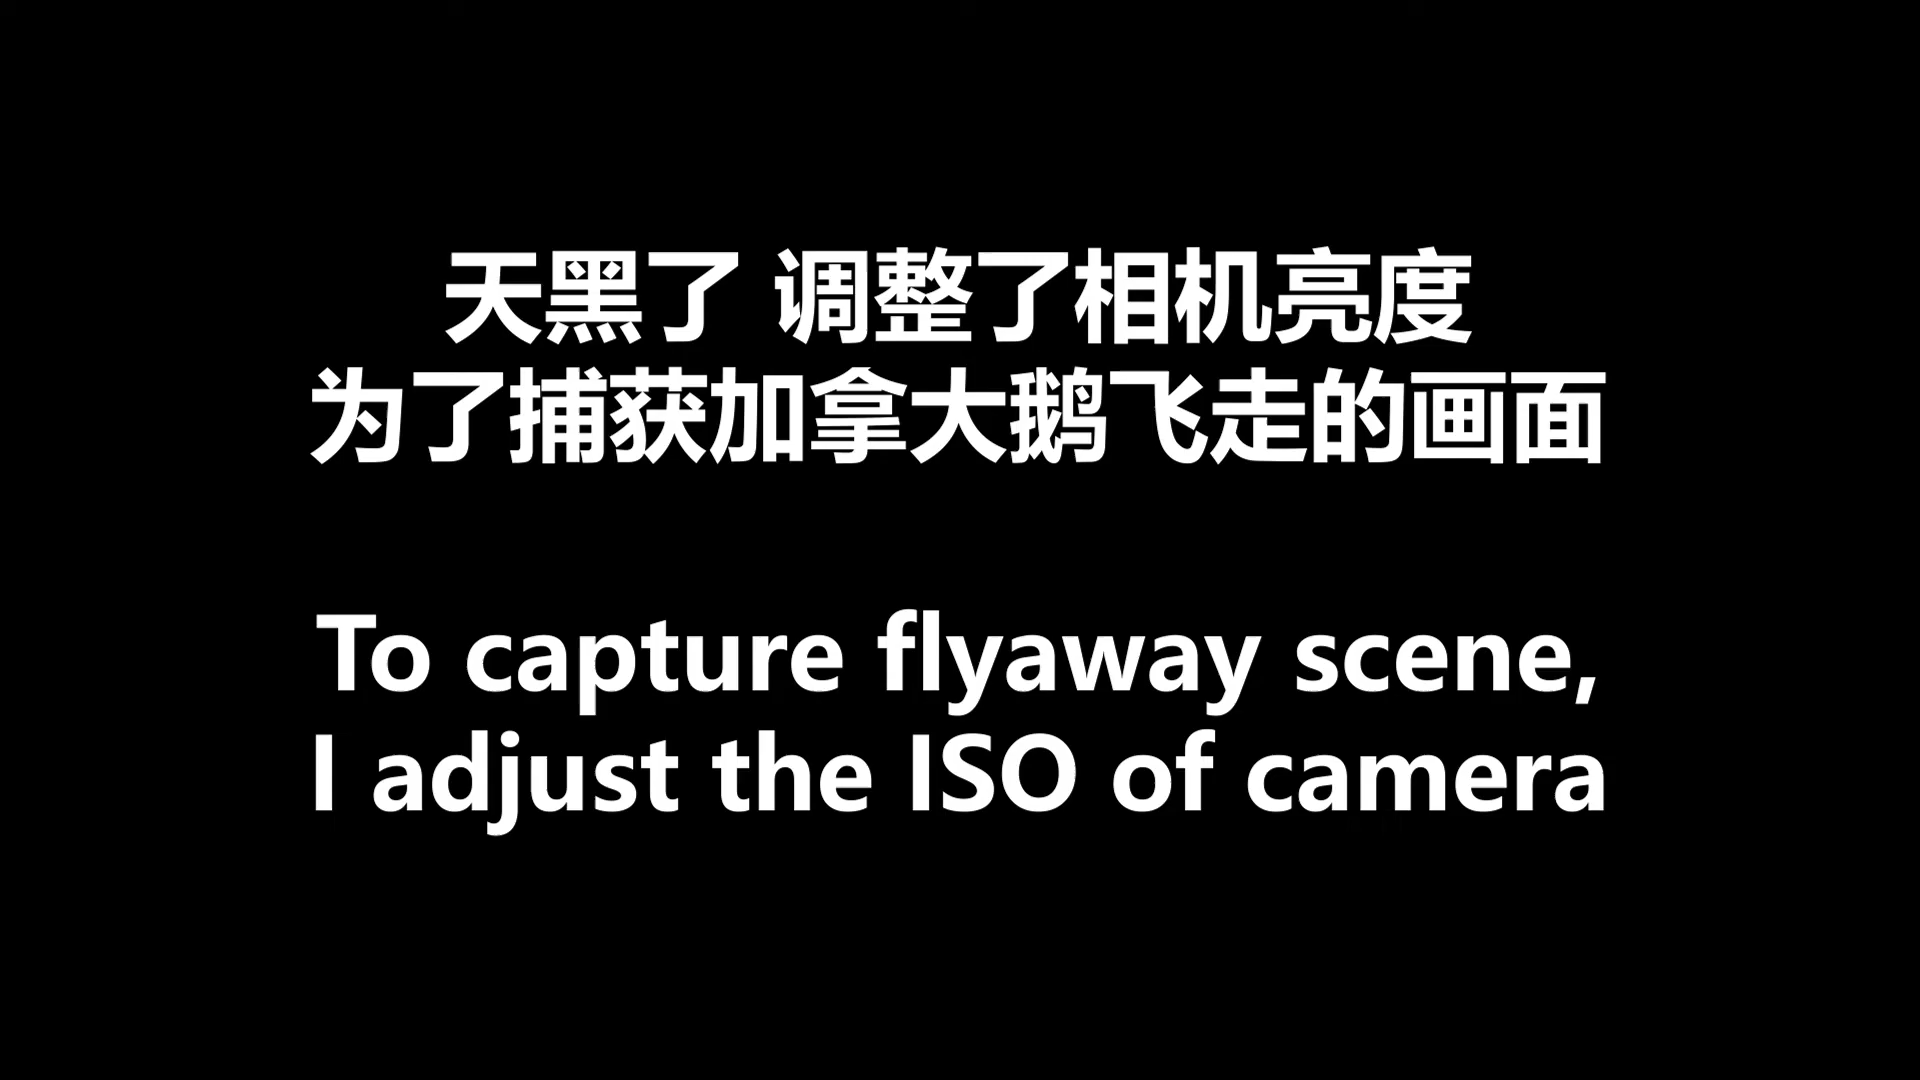 天黑了 调整了相机亮度
为了捕获加拿大鹅飞走的画面
To capture flyaway scene,
I adjust the ISO of camera